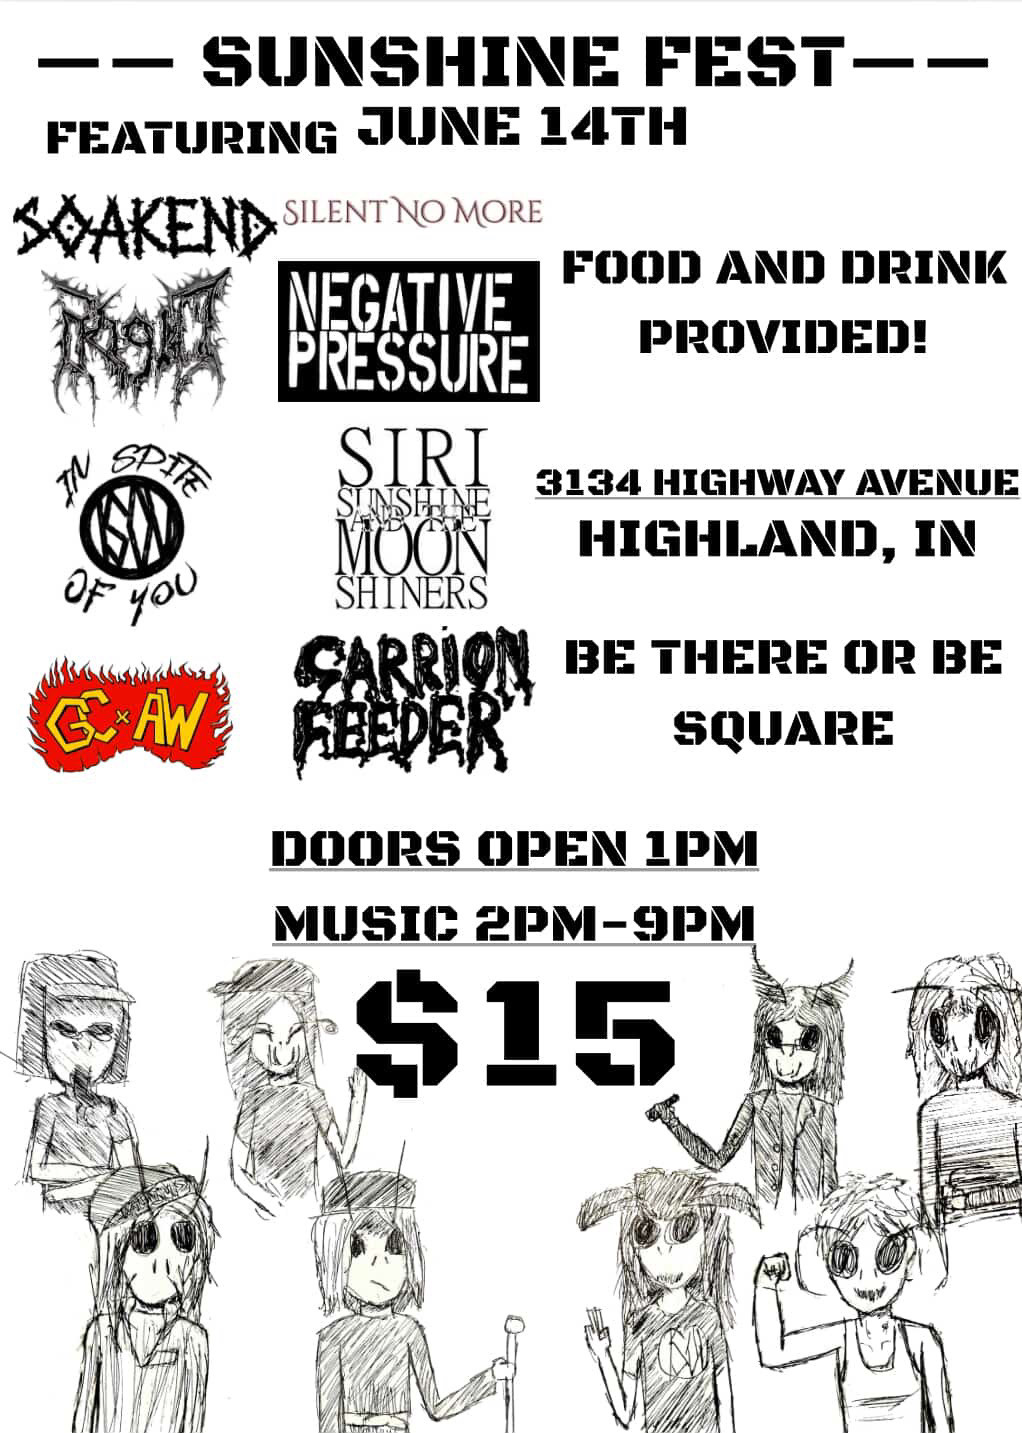 —— SUNSHINE FEST——
FEATURING JUNE 14TH
SOAKEND
SILENT NO MORE
NEGATIVE
PRESSURE
FOOD AND DRINK
PROVIDED!
IN SPITE
OF YOU
SIRI
SUNSHINE
AND THE
MOON
SHINERS
3134 HIGHWAY AVENUE
HIGHLAND, IN
GC x AW
CARRION
FEEDER
BE THERE OR BE
SQUARE
DOORS OPEN 1PM
MUSIC 2PM-9PM
$15